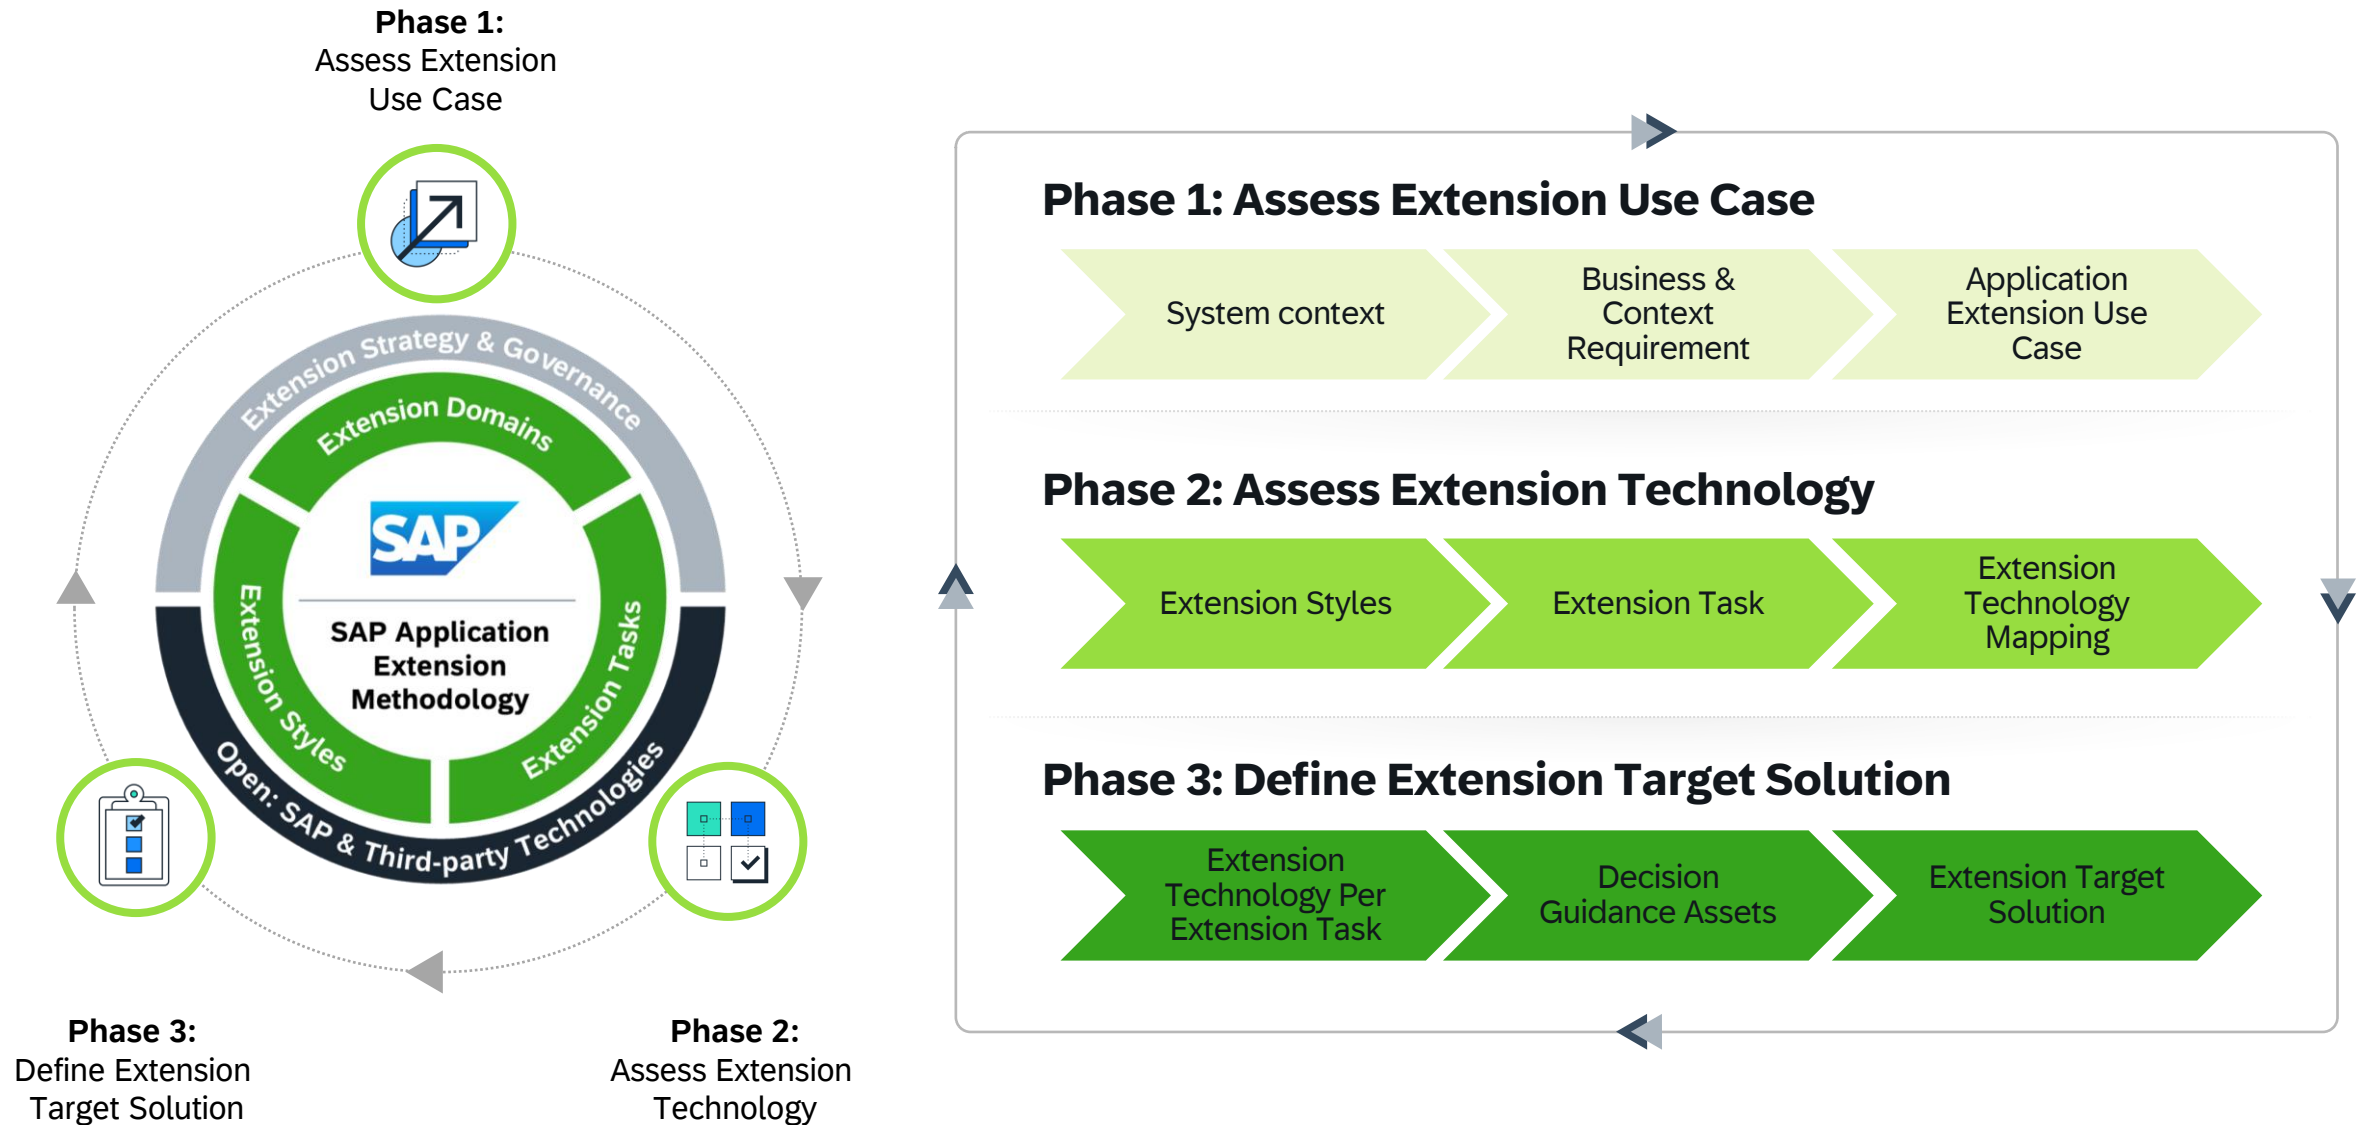 Phase 1:
Assess Extension
Use Case
Extension Strategy & Governance
Extension Domains
Extension Styles
Extension Tasks
SAP
SAP Application
Extension
Methodology
Open: SAP & Third-party Technologies
Phase 3:
Define Extension
Target Solution
Phase 2:
Assess Extension
Technology
Phase 1: Assess Extension Use Case
System context
Business &
Context
Requirement
Application
Extension Use
Case
Phase 2: Assess Extension Technology
Extension Styles
Extension Task
Extension
Technology
Mapping
Phase 3: Define Extension Target Solution
Extension
Technology Per
Extension Task
Decision
Guidance Assets
Extension Target
Solution